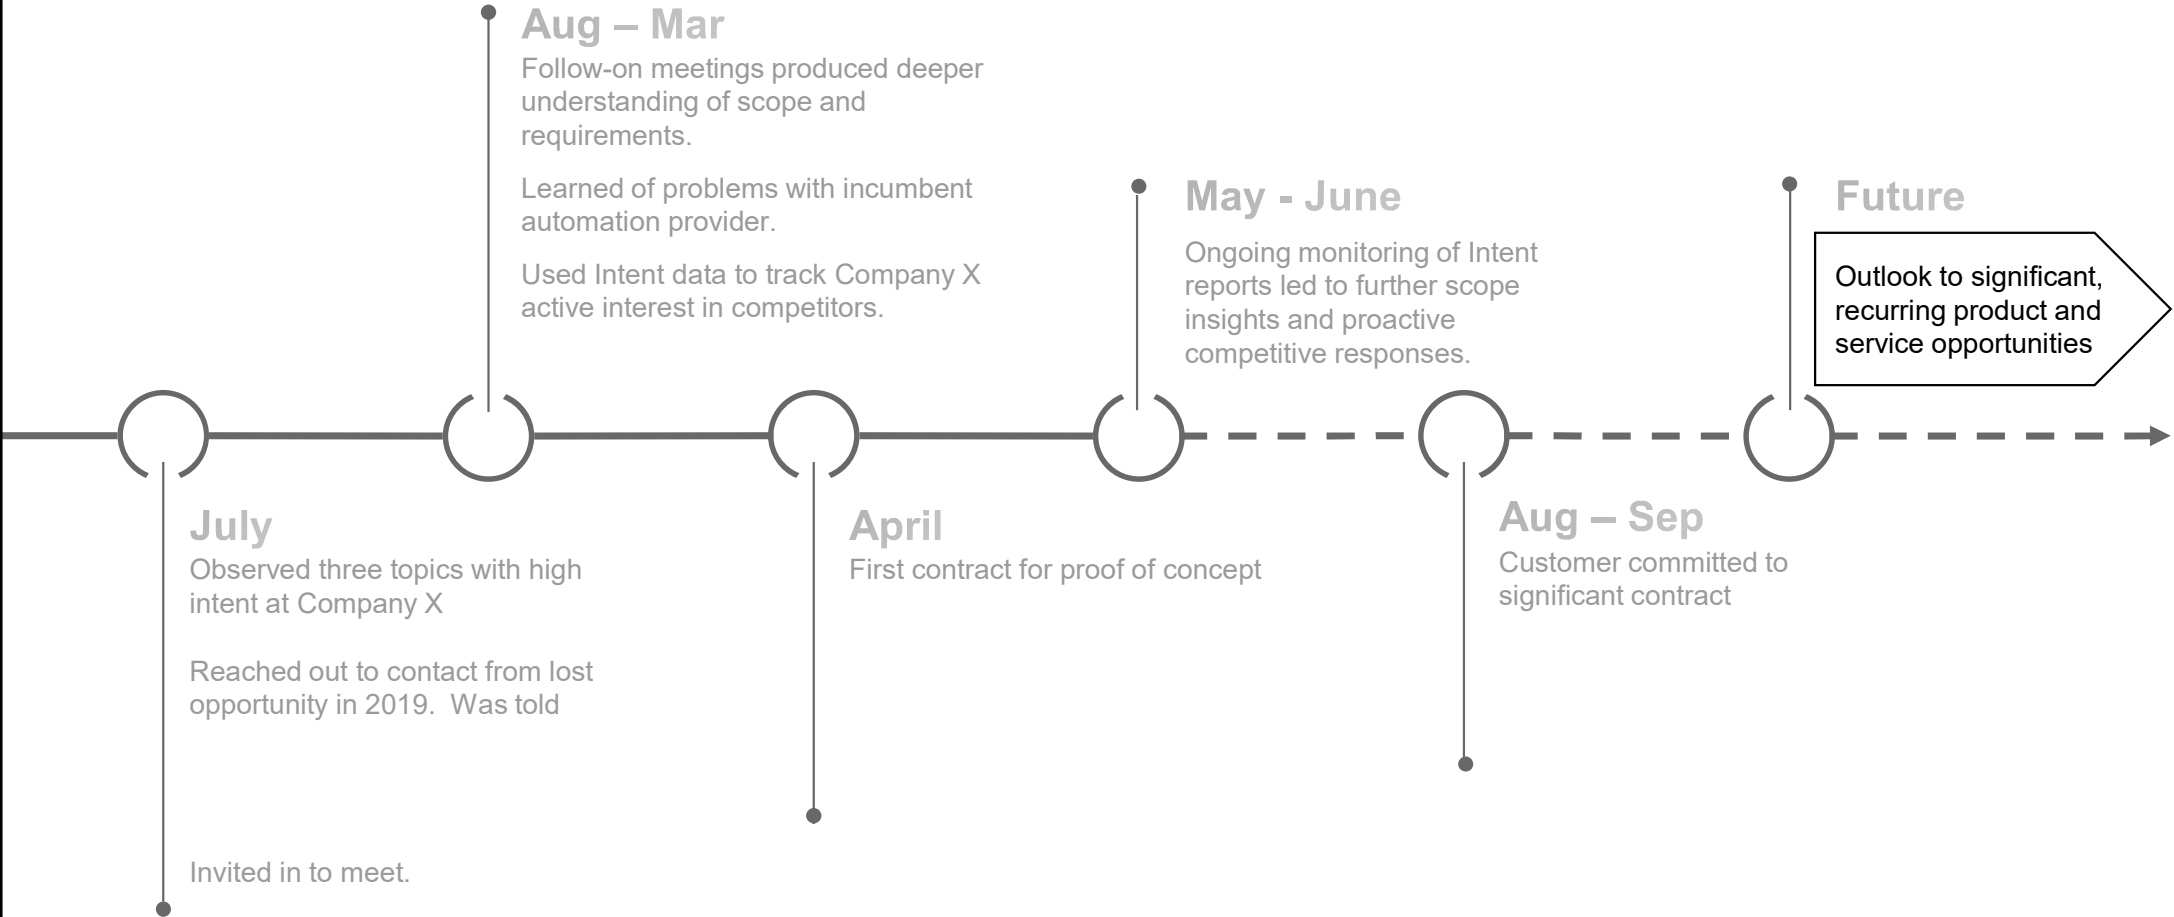 Aug – Mar
Follow-on meetings produced deeper
understanding of scope and
requirements.
Learned of problems with incumbent
automation provider.
Used Intent data to track Company X
active interest in competitors.
May - June
Ongoing monitoring of Intent
reports led to further scope
insights and proactive
competitive responses.
Future
Outlook to significant,
recurring product and
service opportunities
July
Observed three topics with high
intent at Company X
Reached out to contact from lost
opportunity in 2019.  Was told
Invited in to meet.
April
First contract for proof of concept
Aug – Sep
Customer committed to
significant contract